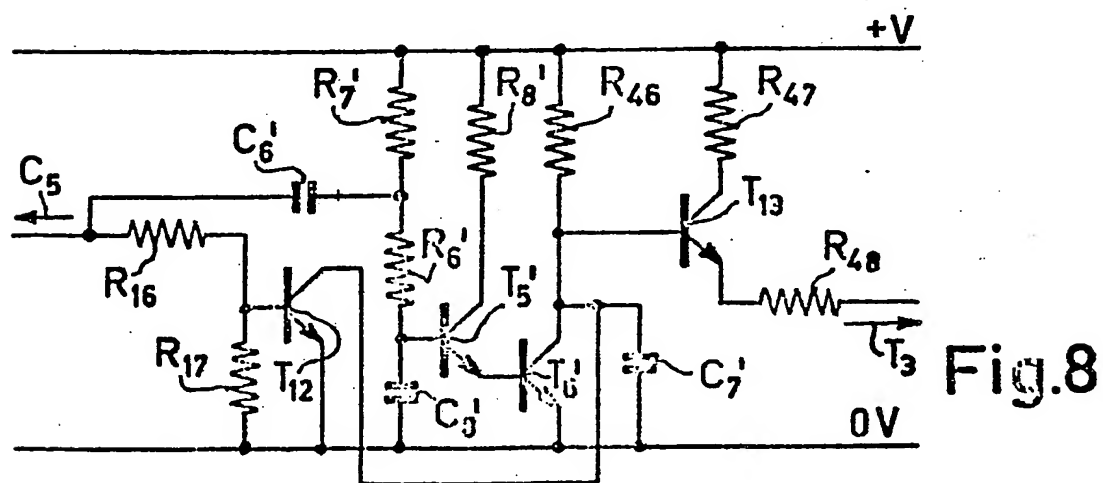 +V
R7'
R8'
R46
R47
C6'
C5
T13
R16
R6'
R48
T5'
R17
T12
T6'
C7'
T3
Fig.8
0V